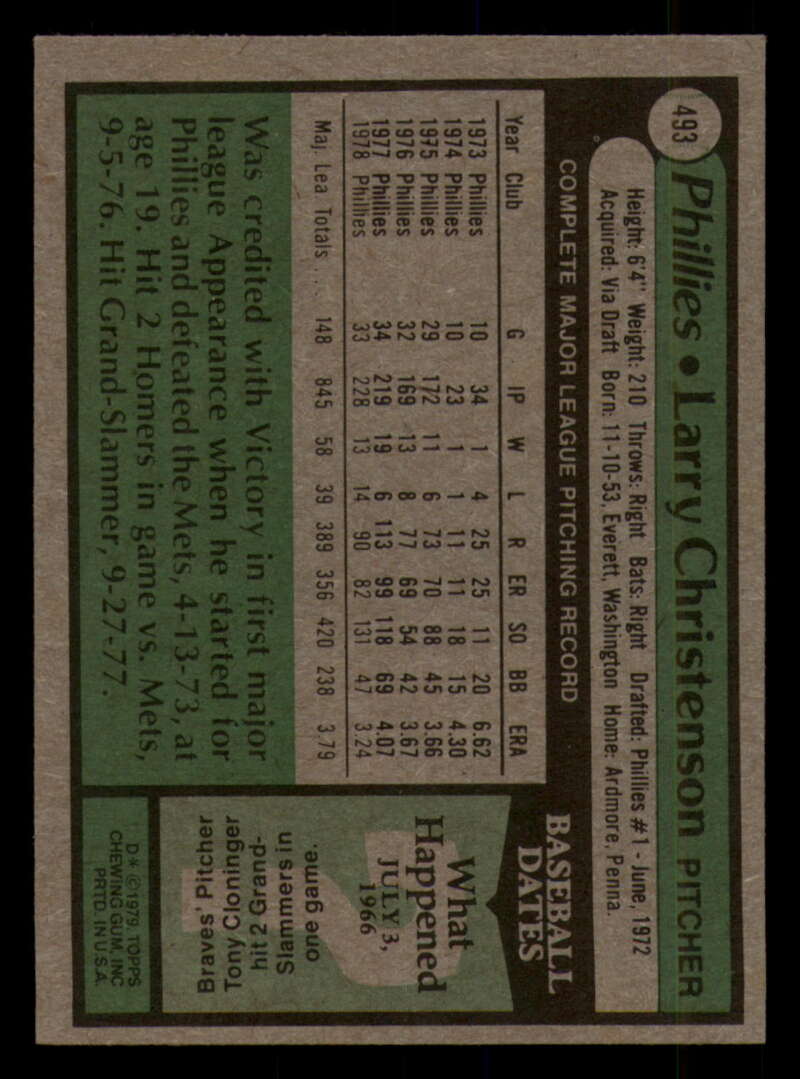 493
Phillies • Larry Christenson PITCHER
Height: 6'4" Weight: 210 Throws: Right Bats: Right Drafted: Phillies #1 - June, 1972
Acquired: Via Draft Born: 11-10-53, Everett, Washington Home: Ardmore, Penna.
COMPLETE MAJOR LEAGUE PITCHING RECORD
Year Club G IP W L R ER SO BB ERA
1973 Phillies 10 34 1 4 25 25 11 20 6.62
1974 Phillies 10 23 1 1 11 11 18 15 4.30
1975 Phillies 29 172 11 6 73 70 88 45 3.66
1976 Phillies 32 169 13 8 77 69 54 42 3.67
1977 Phillies 34 219 19 6 113 99 118 69 4.07
1978 Phillies 33 228 13 14 90 82 131 47 3.24
Maj. Lea Totals .... 148 845 58 39 389 356 420 238 3.79
Was credited with Victory in first major
league Appearance when he started for
Phillies and defeated the Mets, 4-13-73, at
age 19. Hit 2 Homers in game vs. Mets,
9-5-76. Hit Grand-Slammer, 9-27-77.
BASEBALL
DATES
What
Happened
JULY 3,
1966
Braves' Pitcher
Tony Cloninger
hit 2 Grand-
Slammers in
one game.
D* © 1979 TOPPS
CHEWING GUM, INC
PRTD. IN U.S.A.